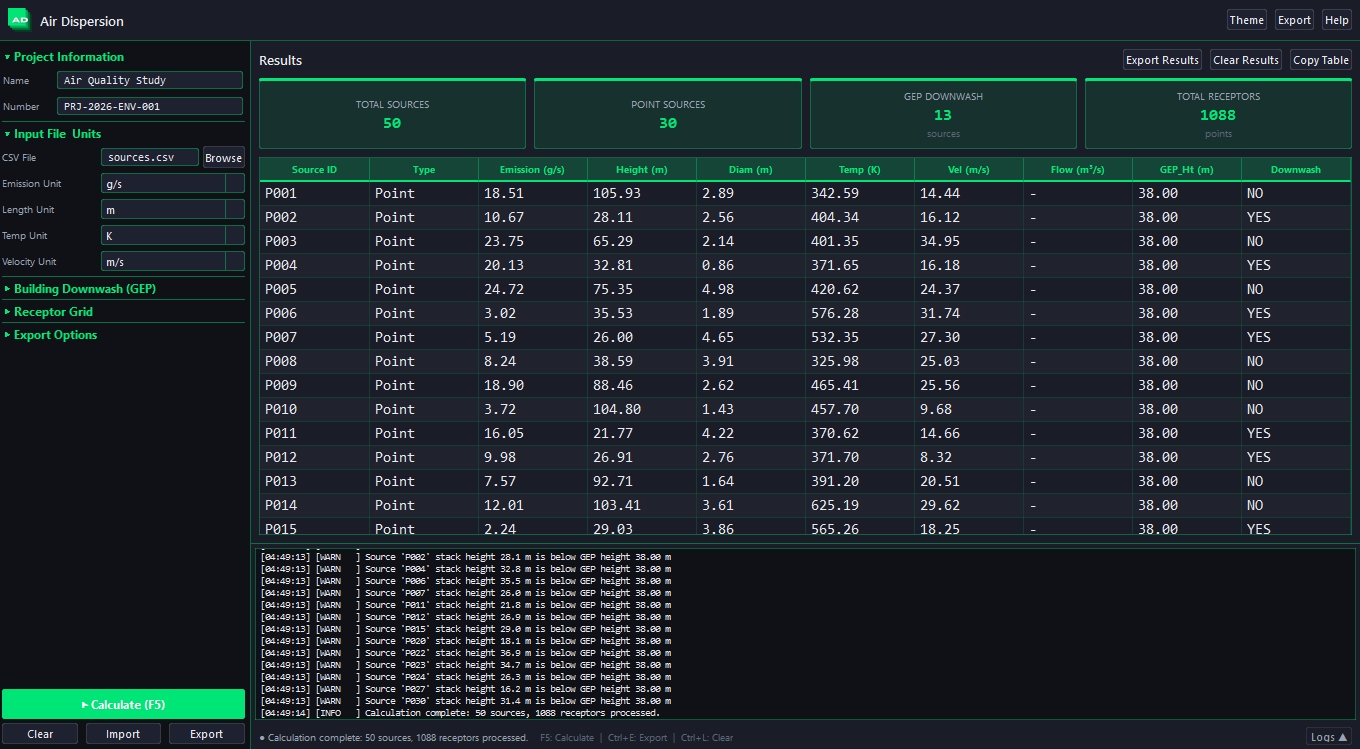 AD Air Dispersion Theme Export Help
▾ Project Information
Name Air Quality Study
Number PRJ-2026-ENV-001
▾ Input File Units
CSV File sources.csv Browse
Emission Unit g/s
Length Unit m
Temp Unit K
Velocity Unit m/s
▸ Building Downwash (GEP)
▸ Receptor Grid
▸ Export Options
▸ Calculate (F5)
Clear Import Export
Results Export Results Clear Results Copy Table
TOTAL SOURCES
50
POINT SOURCES
30
GEP DOWNWASH
13
sources
TOTAL RECEPTORS
1088
points
Source ID Type Emission (g/s) Height (m) Diam (m) Temp (K) Vel (m/s) Flow (m³/s) GEP_Ht (m) Downwash
P001 Point 18.51 105.93 2.89 342.59 14.44 - 38.00 NO
P002 Point 10.67 28.11 2.56 404.34 16.12 - 38.00 YES
P003 Point 23.75 65.29 2.14 401.35 34.95 - 38.00 NO
P004 Point 20.13 32.81 0.86 371.65 16.18 - 38.00 YES
P005 Point 24.72 75.35 4.98 420.62 24.37 - 38.00 NO
P006 Point 3.02 35.53 1.89 576.28 31.74 - 38.00 YES
P007 Point 5.19 26.00 4.65 532.35 27.30 - 38.00 YES
P008 Point 8.24 38.59 3.91 325.98 25.03 - 38.00 NO
P009 Point 18.90 88.46 2.62 465.41 25.56 - 38.00 NO
P010 Point 3.72 104.80 1.43 457.70 9.68 - 38.00 NO
P011 Point 16.05 21.77 4.22 370.62 14.66 - 38.00 YES
P012 Point 9.98 26.91 2.76 371.70 8.32 - 38.00 YES
P013 Point 7.57 92.71 1.64 391.20 20.51 - 38.00 NO
P014 Point 12.01 103.41 3.61 625.19 29.62 - 38.00 NO
P015 Point 2.24 29.03 3.86 565.26 18.25 - 38.00 YES
[04:49:13] [WARN ] Source 'P002' stack height 28.1 m is below GEP height 38.00 m
[04:49:13] [WARN ] Source 'P004' stack height 32.8 m is below GEP height 38.00 m
[04:49:13] [WARN ] Source 'P006' stack height 35.5 m is below GEP height 38.00 m
[04:49:13] [WARN ] Source 'P007' stack height 26.0 m is below GEP height 38.00 m
[04:49:13] [WARN ] Source 'P011' stack height 21.8 m is below GEP height 38.00 m
[04:49:13] [WARN ] Source 'P012' stack height 26.9 m is below GEP height 38.00 m
[04:49:13] [WARN ] Source 'P015' stack height 29.0 m is below GEP height 38.00 m
[04:49:13] [WARN ] Source 'P020' stack height 18.1 m is below GEP height 38.00 m
[04:49:13] [WARN ] Source 'P022' stack height 36.9 m is below GEP height 38.00 m
[04:49:13] [WARN ] Source 'P023' stack height 34.7 m is below GEP height 38.00 m
[04:49:13] [WARN ] Source 'P024' stack height 26.3 m is below GEP height 38.00 m
[04:49:13] [WARN ] Source 'P027' stack height 16.2 m is below GEP height 38.00 m
[04:49:13] [WARN ] Source 'P030' stack height 31.4 m is below GEP height 38.00 m
[04:49:14] [INFO ] Calculation complete: 50 sources, 1088 receptors processed.
● Calculation complete: 50 sources, 1088 receptors processed. F5: Calculate | Ctrl+E: Export | Ctrl+L: Clear Logs ▲